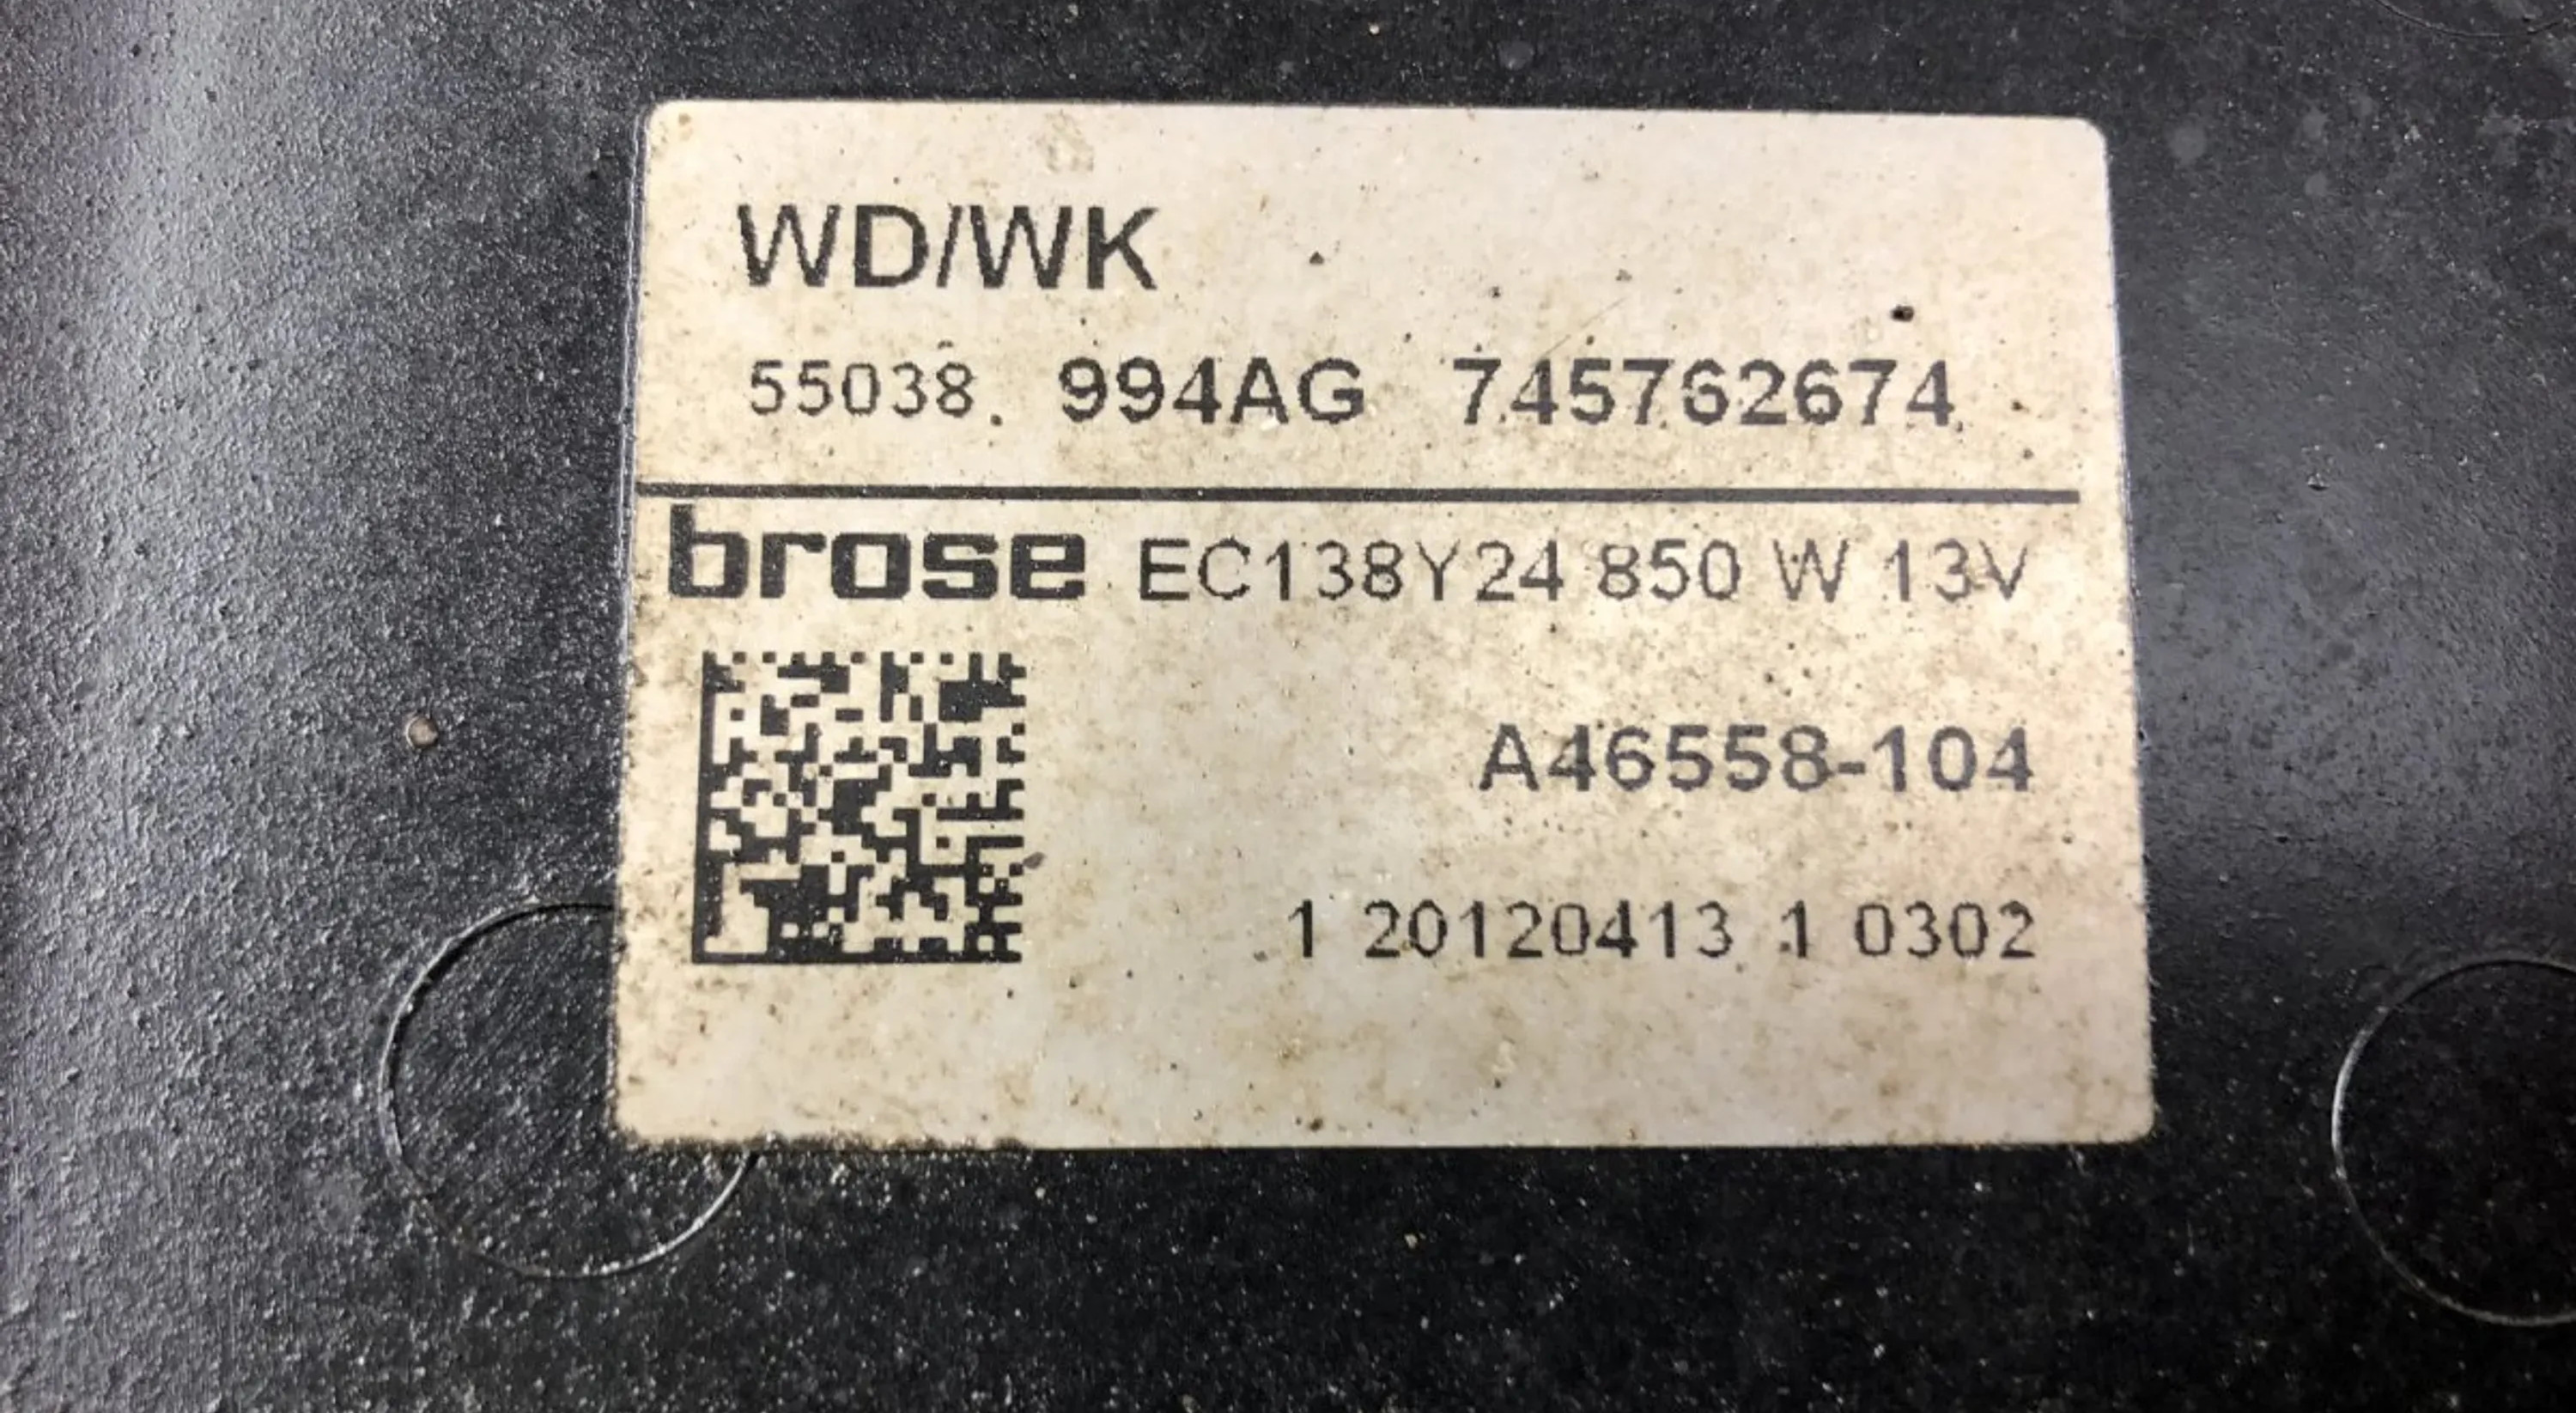 WD/WK
55038. 994AG 745762674
brose EC138Y24 850 W 13V
A46558-104
1 20120413 1 0302